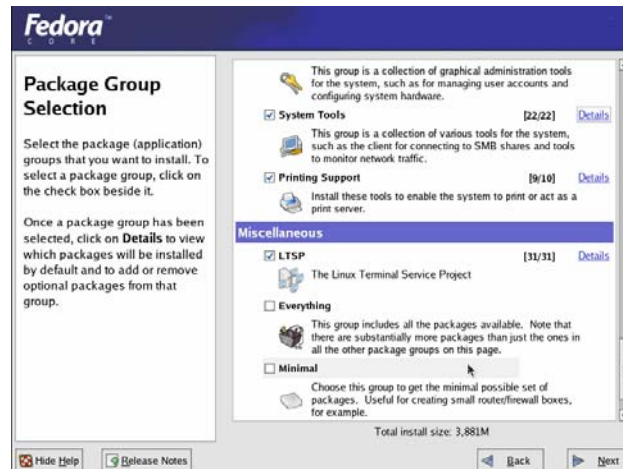 Fedora™
CORE
Package Group
Selection
Select the package (application)
groups that you want to install. To
select a package group, click on
the check box beside it.
Once a package group has been
selected, click on Details to view
which packages will be installed
by default and to add or remove
optional packages from that
group.
This group is a collection of graphical administration tools
for the system, such as for managing user accounts and
configuring system hardware.
System Tools [22/22] Details
This group is a collection of various tools for the system,
such as the client for connecting to SMB shares and tools
to monitor network traffic.
Printing Support [9/10] Details
Install these tools to enable the system to print or act as a
print server.
Miscellaneous
LTSP [31/31] Details
The Linux Terminal Service Project
Everything
This group includes all the packages available. Note that
there are substantially more packages than just the ones in
all the other package groups on this page.
Minimal
Choose this group to get the minimal possible set of
packages. Useful for creating small router/firewall boxes,
for example.
Total install size: 3,881M
Hide Help
Release Notes
Back
Next